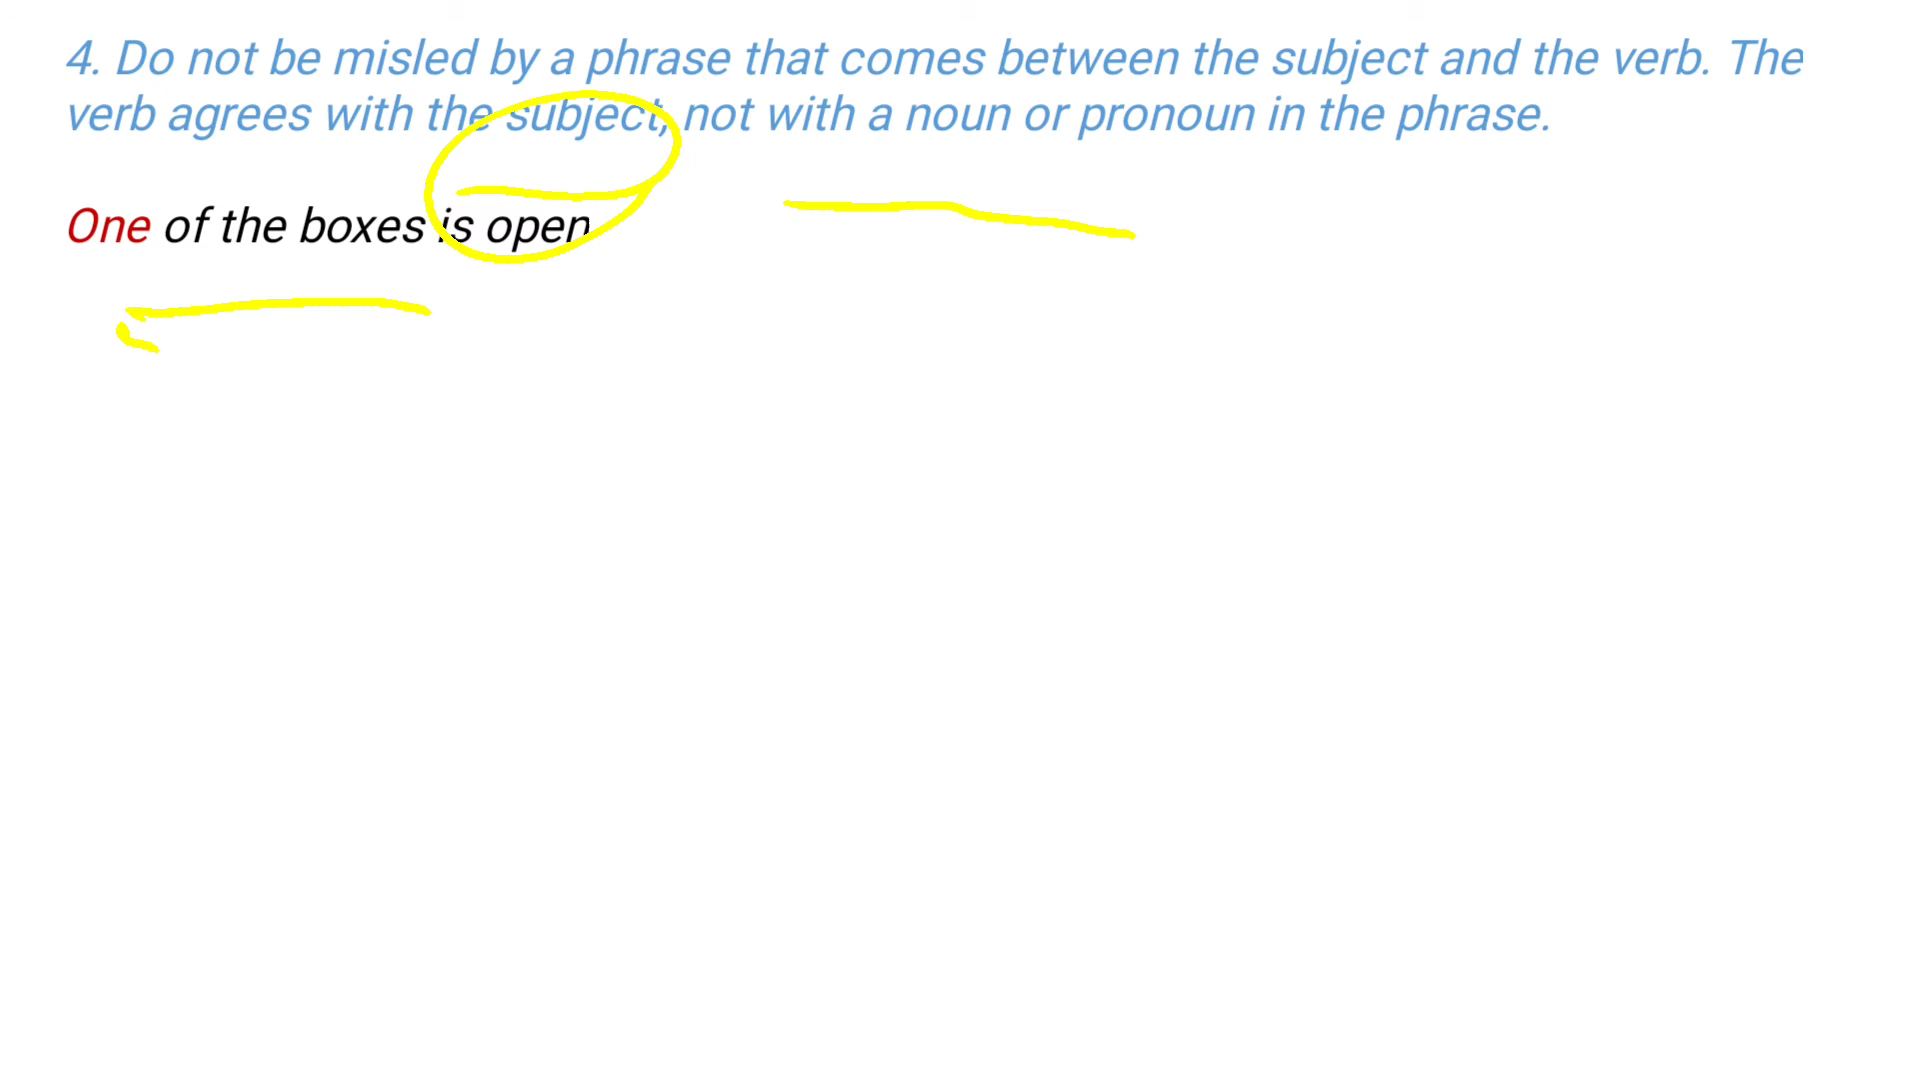 4. Do not be misled by a phrase that comes between the subject and the verb. The
verb agrees with the subject, not with a noun or pronoun in the phrase.
One of the boxes is open